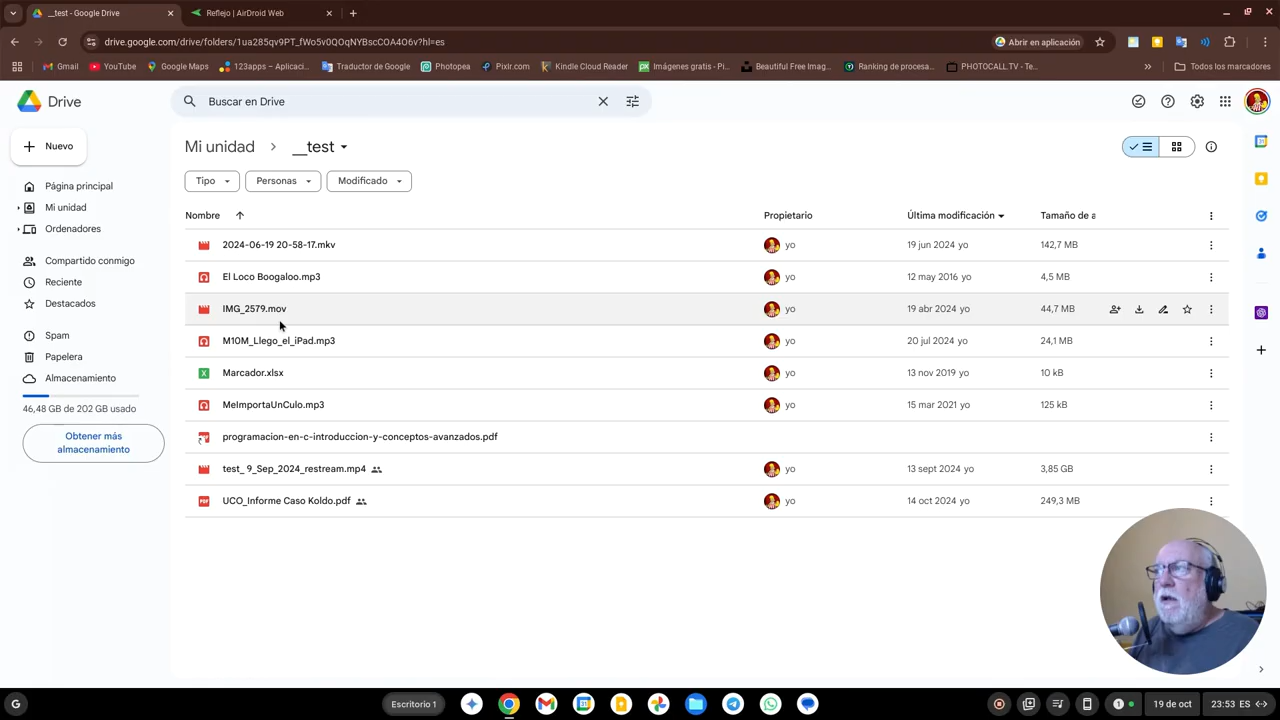 __test - Google Drive
Reflejo | AirDroid Web
drive.google.com/drive/folders/1ua285qv9PT_fWo5v0QOqNYBscCOA4O6v?hl=es
Abrir en aplicación
Gmail
YouTube
Google Maps
123apps – Aplicaci...
Traductor de Google
Photopea
Pixir.com
Kindle Cloud Reader
Imágenes gratis - Pi...
Beautiful Free Imag...
Ranking de procesa...
PHOTOCALL.TV - Te...
Todos los marcadores
Drive
Buscar en Drive
Nuevo
Mi unidad
__test
Tipo
Personas
Modificado
Página principal
Mi unidad
Ordenadores
Compartido conmigo
Reciente
Destacados
Spam
Papelera
Almacenamiento
46,48 GB de 202 GB usado
Obtener más
almacenamiento
Nombre Propietario Última modificación Tamaño de a
2024-06-19 20-58-17.mkv yo 19 jun 2024 yo 142,7 MB
El Loco Boogaloo.mp3 yo 12 may 2016 yo 4,5 MB
IMG_2579.mov yo 19 abr 2024 yo 44,7 MB
M10M_Llego_el_iPad.mp3 yo 20 jul 2024 yo 24,1 MB
Marcador.xlsx yo 13 nov 2019 yo 10 kB
MeImportaUnCulo.mp3 yo 15 mar 2021 yo 125 kB
programacion-en-c-introduccion-y-conceptos-avanzados.pdf
test_ 9_Sep_2024_restream.mp4 yo 13 sept 2024 yo 3,85 GB
PDF UCO_Informe Caso Koldo.pdf yo 14 oct 2024 yo 249,3 MB
G
Escritorio 1
1
19 de oct
23:53 ES